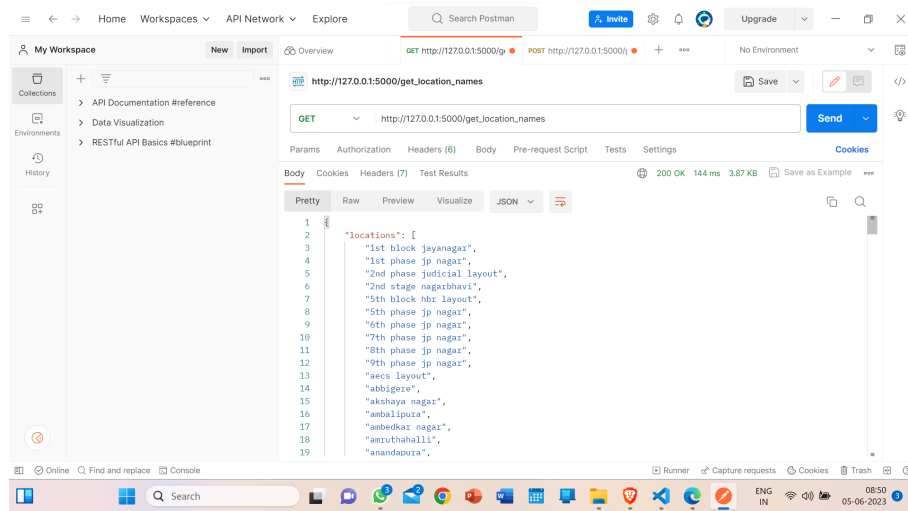 Home Workspaces API Network Explore Search Postman Invite Upgrade
My Workspace New Import Overview GET http://127.0.0.1:5000/ge POST http://127.0.0.1:5000/ No Environment
Collections
Environments
History
API Documentation #reference
Data Visualization
RESTful API Basics #blueprint
HTTP http://127.0.0.1:5000/get_location_names Save
GET http://127.0.0.1:5000/get_location_names Send
Params Authorization Headers (6) Body Pre-request Script Tests Settings Cookies
Body Cookies Headers (7) Test Results 200 OK 144 ms 3.87 KB Save as Example
Pretty Raw Preview Visualize JSON
1 {
2 "locations": [
3 "1st block jayanagar",
4 "1st phase jp nagar",
5 "2nd phase judicial layout",
6 "2nd stage nagarbhavi",
7 "5th block hbr layout",
8 "5th phase jp nagar",
9 "6th phase jp nagar",
10 "7th phase jp nagar",
11 "8th phase jp nagar",
12 "9th phase jp nagar",
13 "aecs layout",
14 "abbigere",
15 "akshaya nagar",
16 "ambalipura",
17 "ambedkar nagar",
18 "amruthahalli",
19 "anandapura",
Online Find and replace Console Runner Capture requests Cookies Trash
Search 3 2 ENG 08:50 3
IN 05-06-2023